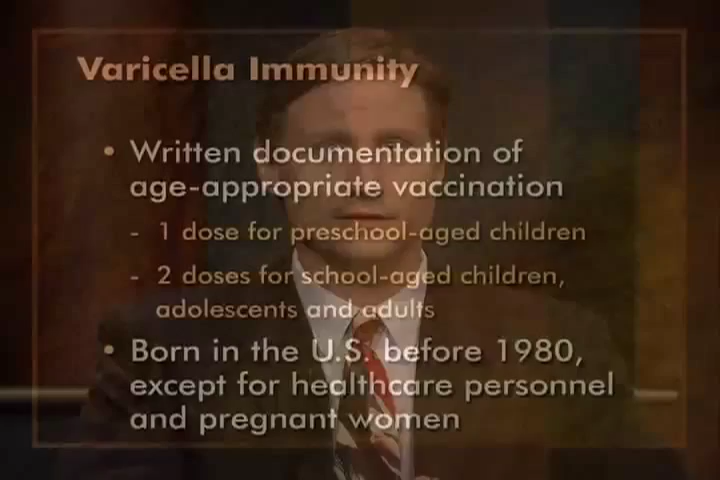 Varicella Immunity
• Written documentation of
age-appropriate vaccination
- 1 dose for preschool-aged children
- 2 doses for school-aged children,
adolescents and adults
• Born in the U.S. before 1980,
except for healthcare personnel
and pregnant women